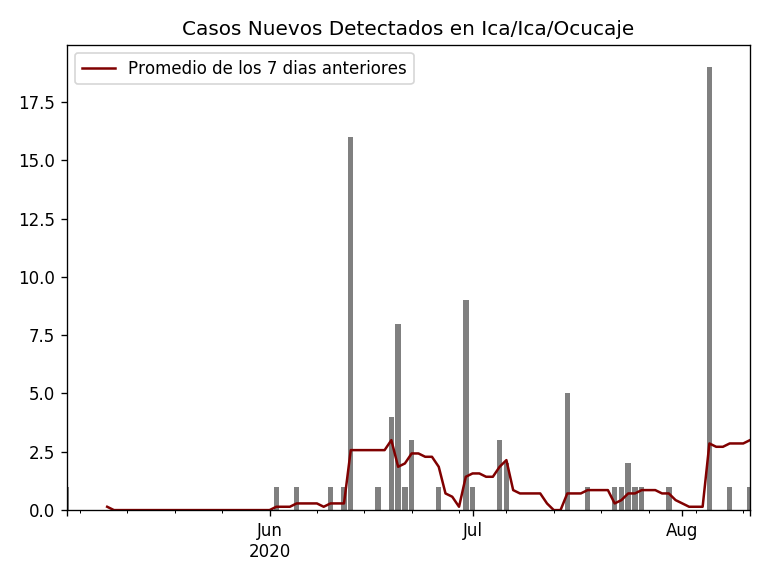 Casos Nuevos Detectados en Ica/Ica/Ocucaje
Promedio de los 7 dias anteriores
17.5
15.0
12.5
10.0
7.5
5.0
2.5
0.0
Jun
2020
Jul
Aug